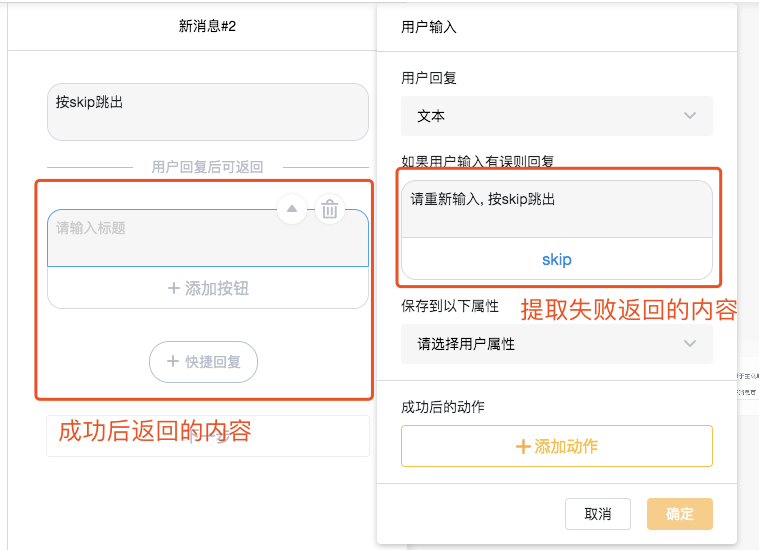 新消息#2
按skip跳出
用户回复后可返回
请输入标题
添加按钮
快捷回复
成功后返回的内容
用户输入
用户回复
文本
如果用户输入有误则回复
请重新输入, 按skip跳出
skip
保存到以下属性
提取失败返回的内容
请选择用户属性
成功后的动作
添加动作
取消
确定